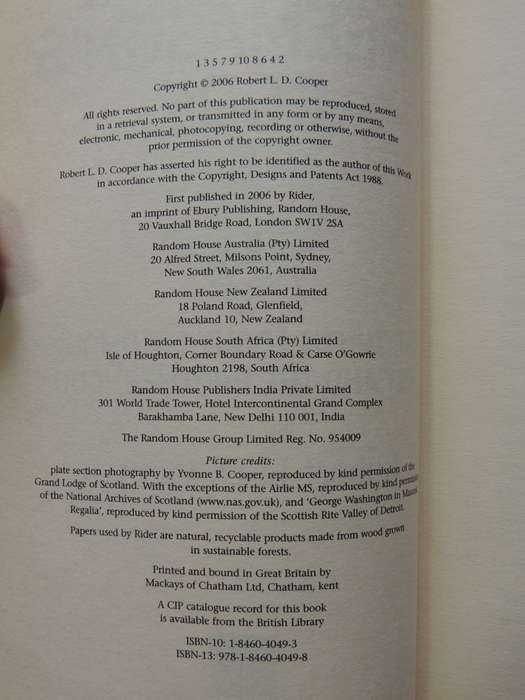 1 3 5 7 9 10 8 6 4 2
Copyright © 2006 Robert L. D. Cooper
All rights reserved. No part of this publication may be reproduced, stored
in a retrieval system, or transmitted in any form or by any means,
electronic, mechanical, photocopying, recording or otherwise, without the
prior permission of the copyright owner.
Robert L. D. Cooper has asserted his right to be identified as the author of this Work
in accordance with the Copyright, Designs and Patents Act 1988.
First published in 2006 by Rider,
an imprint of Ebury Publishing, Random House,
20 Vauxhall Bridge Road, London SW1V 2SA
Random House Australia (Pty) Limited
20 Alfred Street, Milsons Point, Sydney,
New South Wales 2061, Australia
Random House New Zealand Limited
18 Poland Road, Glenfield,
Auckland 10, New Zealand
Random House South Africa (Pty) Limited
Isle of Houghton, Corner Boundary Road & Carse O'Gowrie
Houghton 2198, South Africa
Random House Publishers India Private Limited
301 World Trade Tower, Hotel Intercontinental Grand Complex
Barakhamba Lane, New Delhi 110 001, India
The Random House Group Limited Reg. No. 954009
Picture credits:
plate section photography by Yvonne B. Cooper, reproduced by kind permission of the
Grand Lodge of Scotland. With the exceptions of the Airlie MS, reproduced by kind permission
of the National Archives of Scotland (www.nas.gov.uk), and 'George Washington in Masonic
Regalia', reproduced by kind permission of the Scottish Rite Valley of Detroit.
Papers used by Rider are natural, recyclable products made from wood grown
in sustainable forests.
Printed and bound in Great Britain by
Mackays of Chatham Ltd, Chatham, kent
A CIP catalogue record for this book
is available from the British Library
ISBN-10: 1-8460-4049-3
ISBN-13: 978-1-8460-4049-8